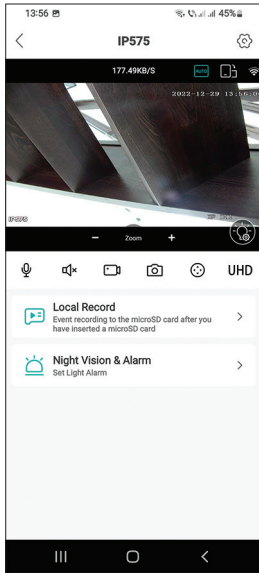 13:56 45%
IP575
177.49KB/S AUTO
2022-12-29 13:56:0
IP575
− Zoom +
UHD
Local Record
Event recording to the microSD card after you
have inserted a microSD card
Night Vision & Alarm
Set Light Alarm